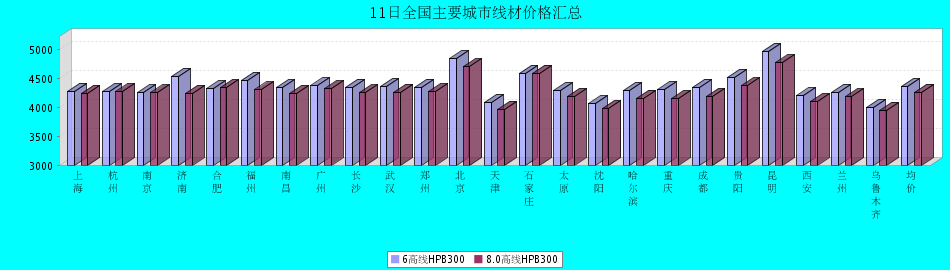 11日全国主要城市线材价格汇总
5000
4500
4000
3500
3000
上海 杭州 南京 济南 合肥 福州 南昌 广州 长沙 武汉 郑州 北京 天津 石家庄 太原 沈阳 哈尔滨 重庆 成都 贵阳 昆明 西安 兰州 乌鲁木齐 均价
6高线HPB300 8.0高线HPB300